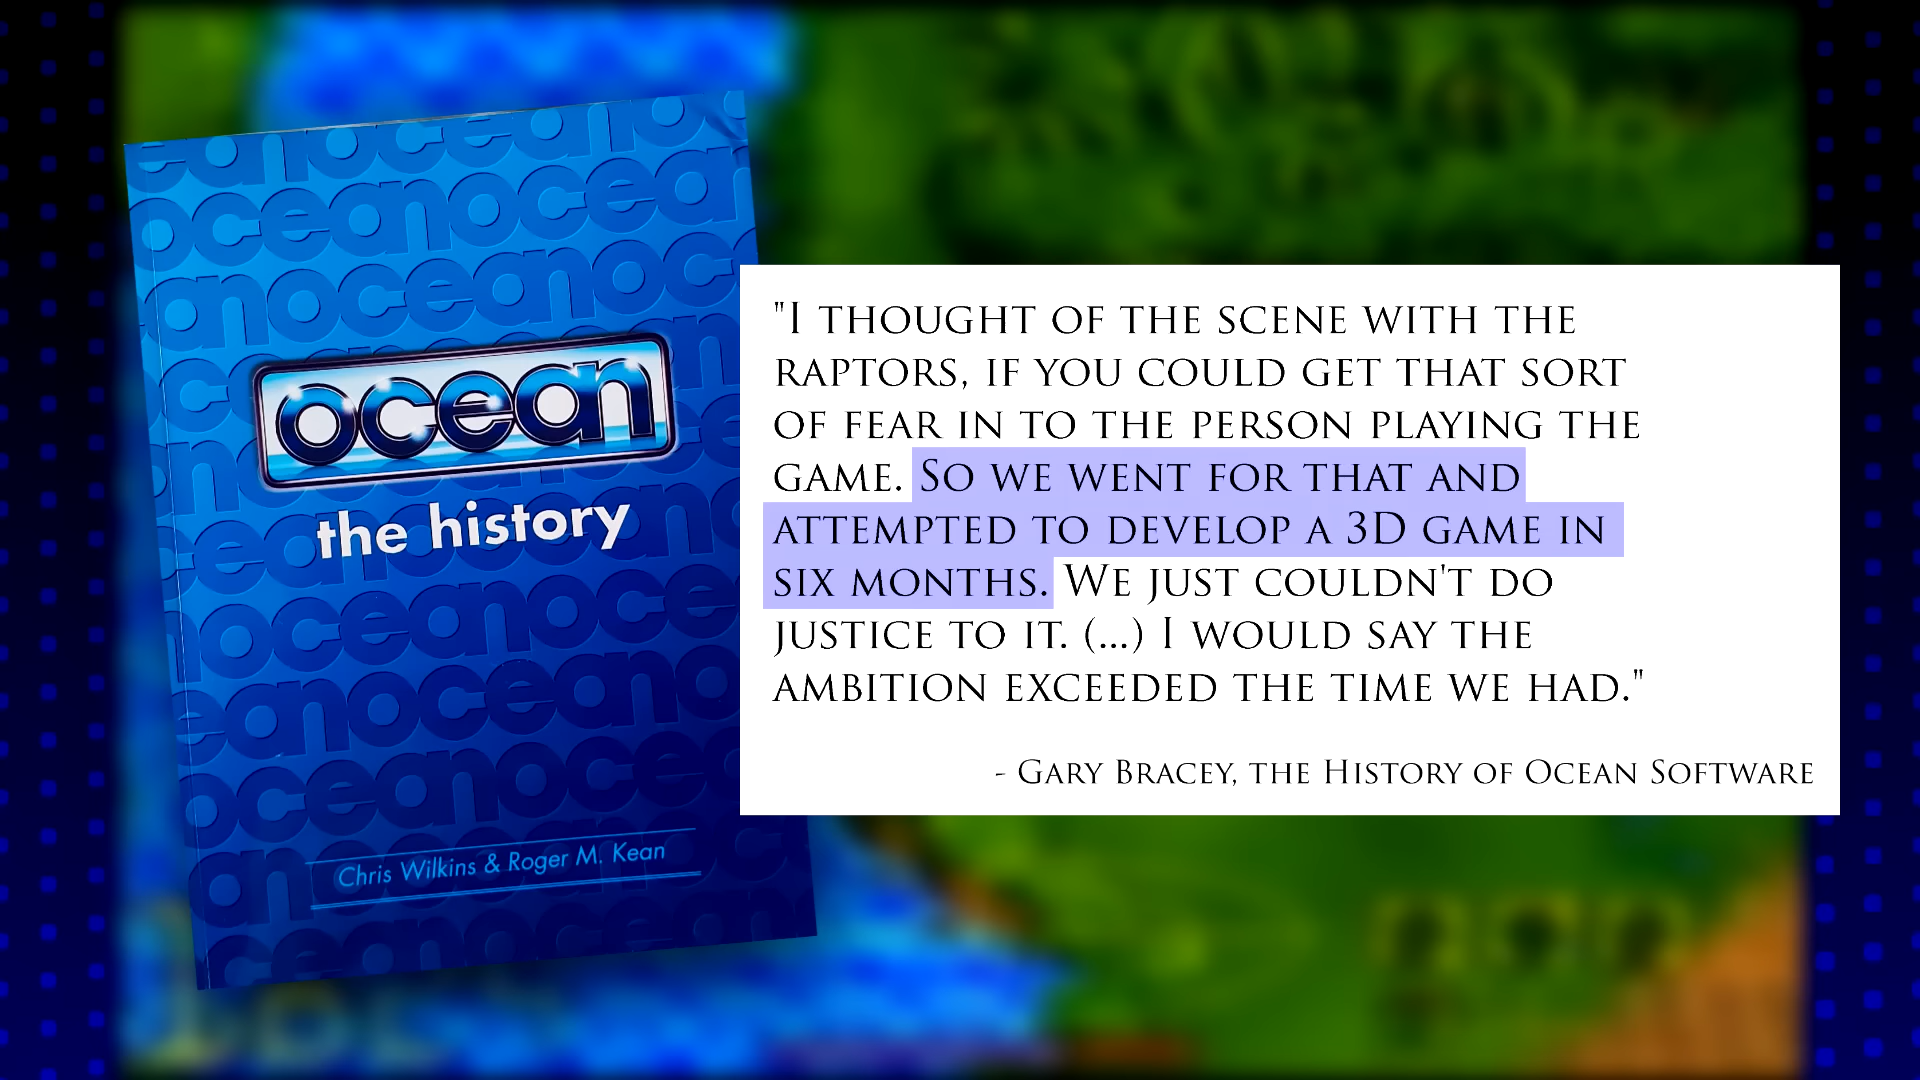 ocean
the history
Chris Wilkins & Roger M. Kean
"I THOUGHT OF THE SCENE WITH THE
RAPTORS, IF YOU COULD GET THAT SORT
OF FEAR IN TO THE PERSON PLAYING THE
GAME. SO WE WENT FOR THAT AND
ATTEMPTED TO DEVELOP A 3D GAME IN
SIX MONTHS. WE JUST COULDN'T DO
JUSTICE TO IT. (...) I WOULD SAY THE
AMBITION EXCEEDED THE TIME WE HAD."
- GARY BRACEY, THE HISTORY OF OCEAN SOFTWARE